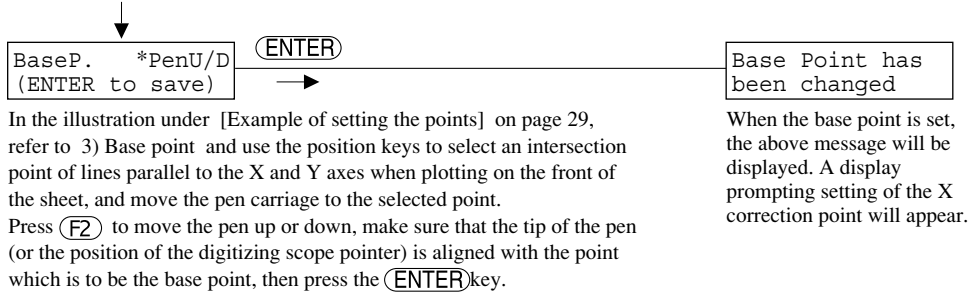 BaseP. *PenU/D
(ENTER to save)
ENTER
Base Point has
been changed
In the illustration under [Example of setting the points] on page 29,
refer to 3) Base point and use the position keys to select an intersection
point of lines parallel to the X and Y axes when plotting on the front of
the sheet, and move the pen carriage to the selected point.
Press F2 to move the pen up or down, make sure that the tip of the pen
(or the position of the digitizing scope pointer) is aligned with the point
which is to be the base point, then press the ENTER key.
When the base point is set,
the above message will be
displayed. A display
prompting setting of the X
correction point will appear.